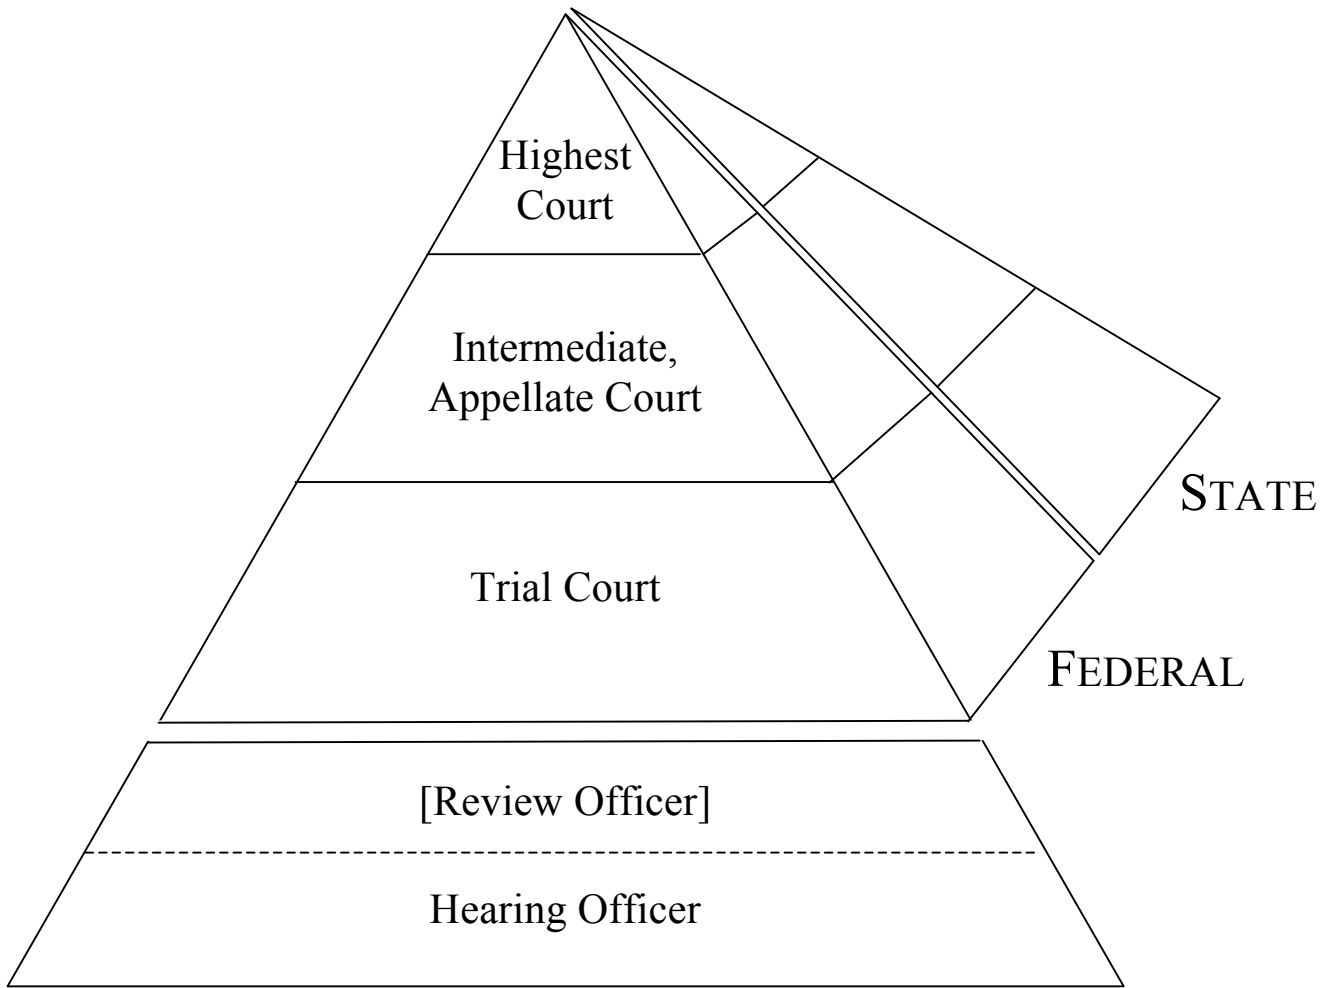 Highest
Court
Intermediate,
Appellate Court
STATE
Trial Court
FEDERAL
[Review Officer]
Hearing Officer